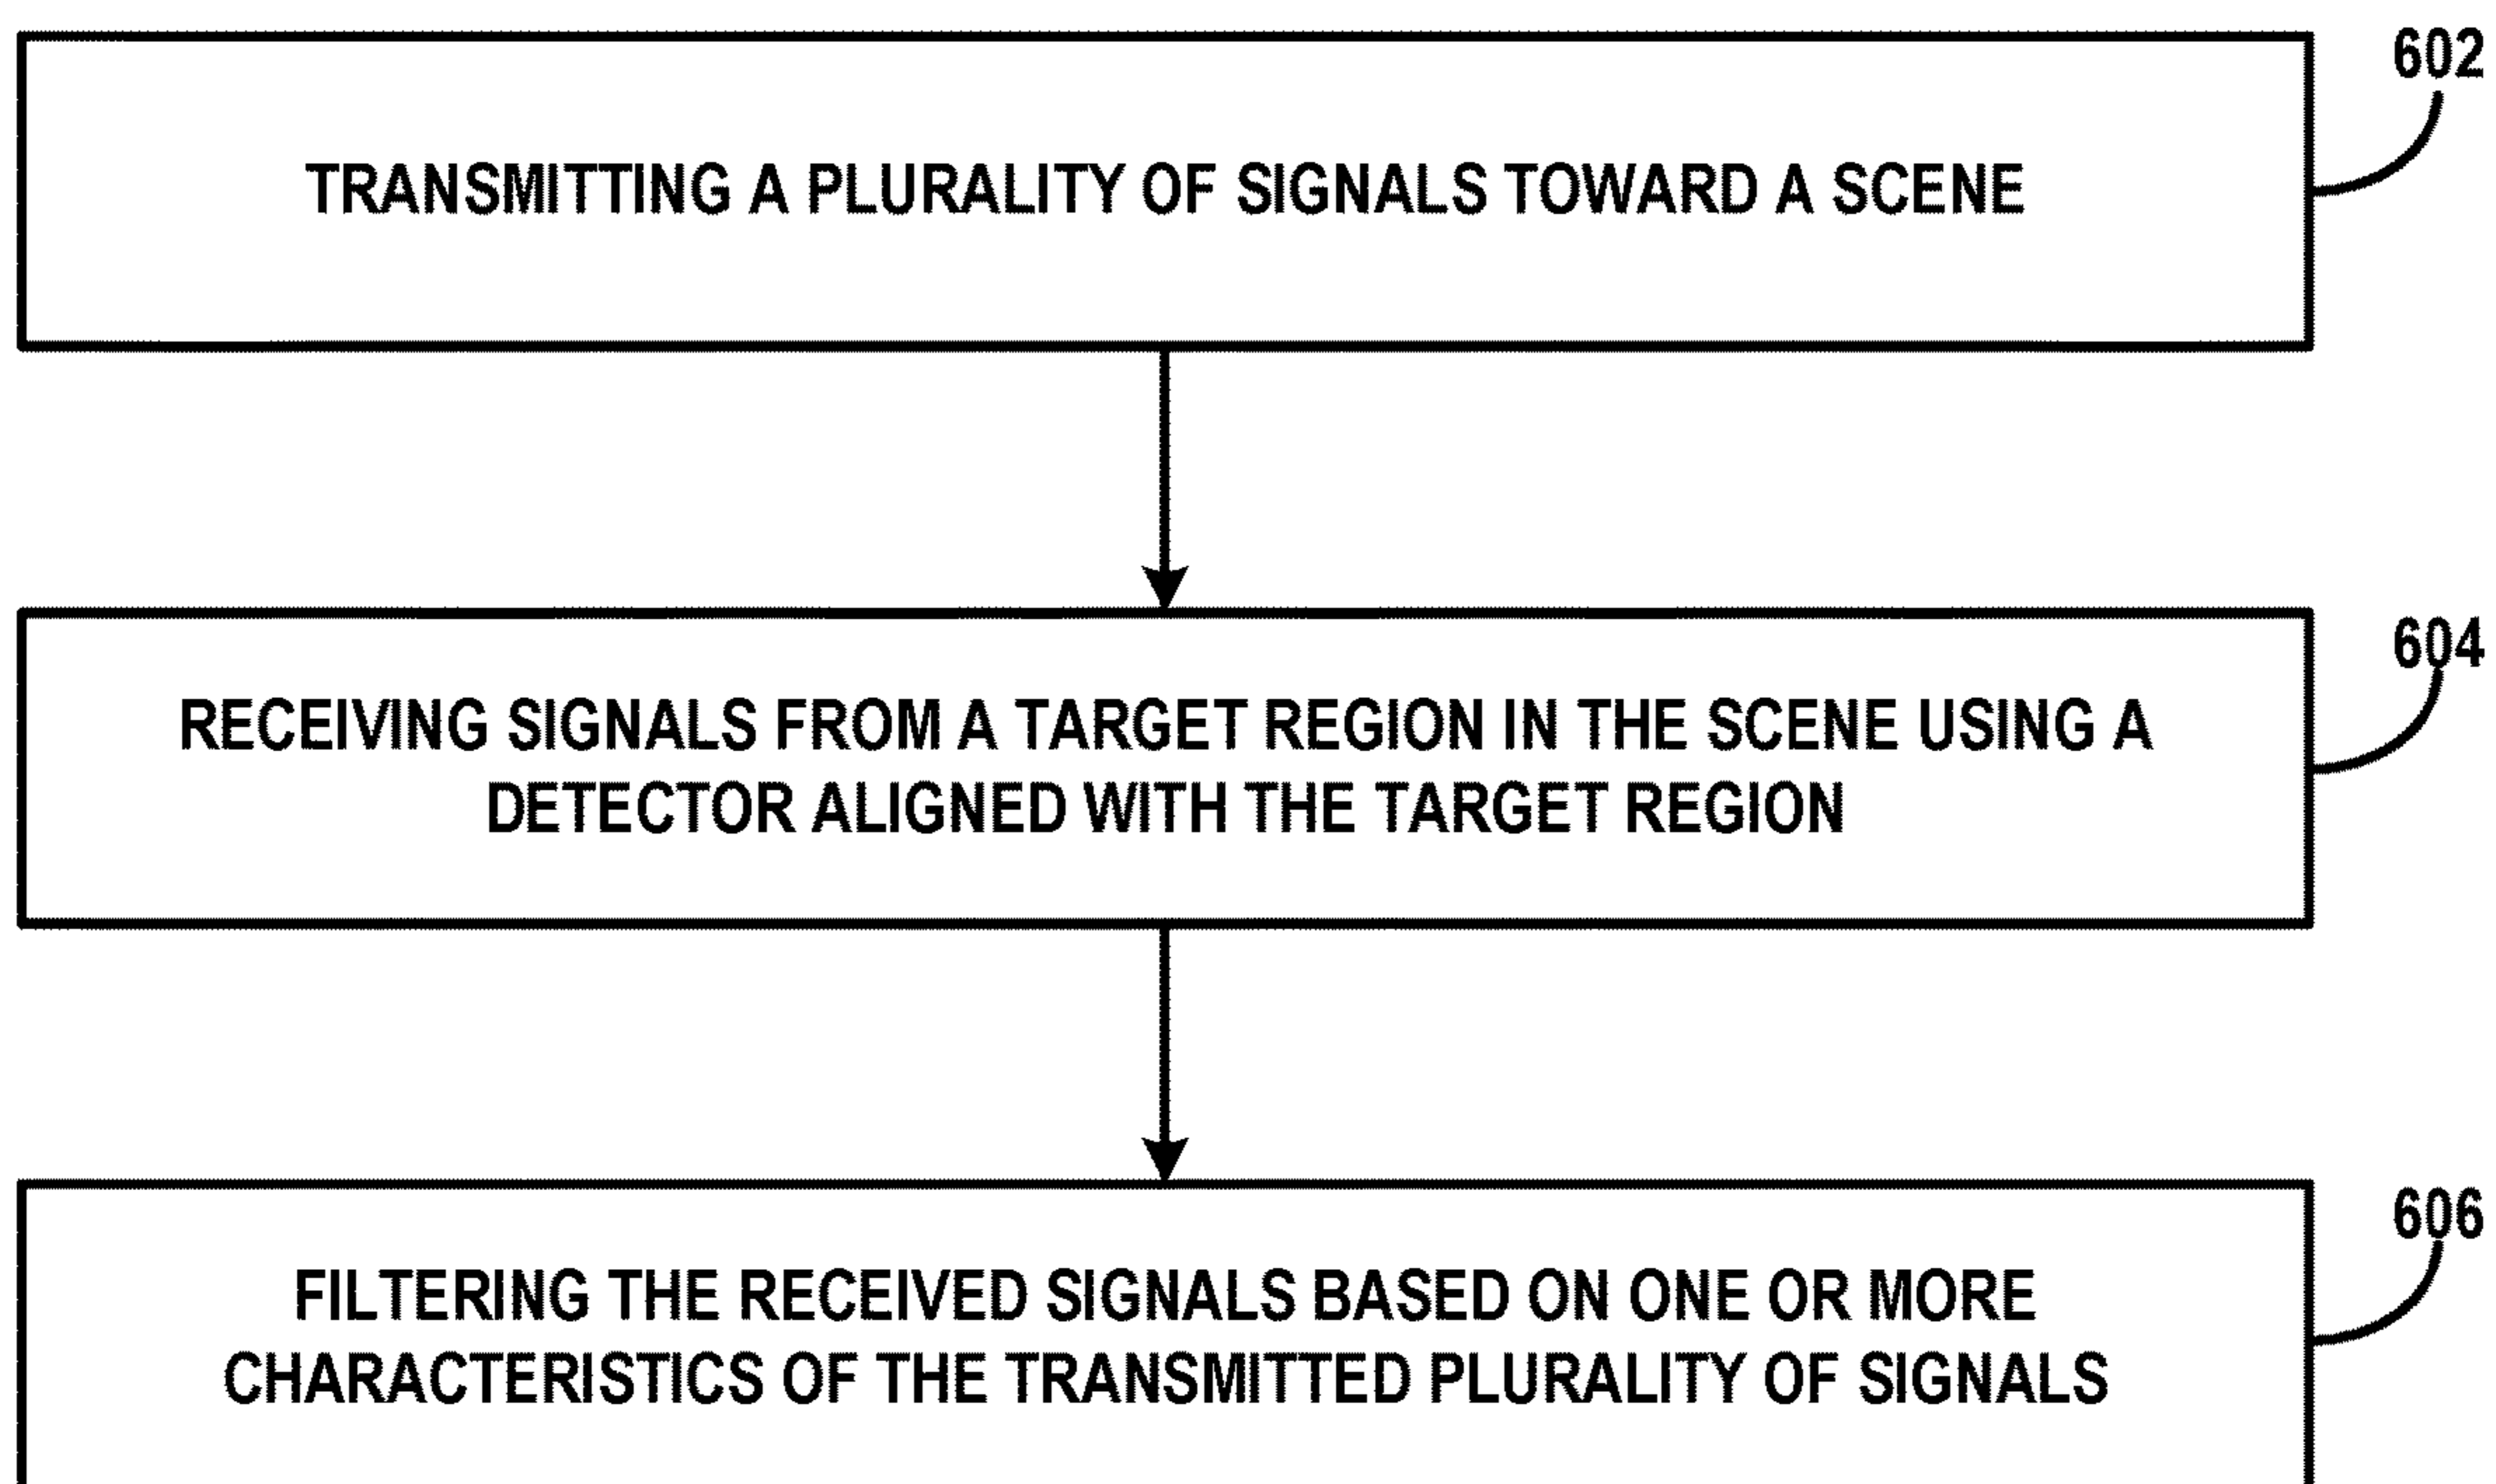 602
TRANSMITTING A PLURALITY OF SIGNALS TOWARD A SCENE
604
RECEIVING SIGNALS FROM A TARGET REGION IN THE SCENE USING A
DETECTOR ALIGNED WITH THE TARGET REGION
606
FILTERING THE RECEIVED SIGNALS BASED ON ONE OR MORE
CHARACTERISTICS OF THE TRANSMITTED PLURALITY OF SIGNALS